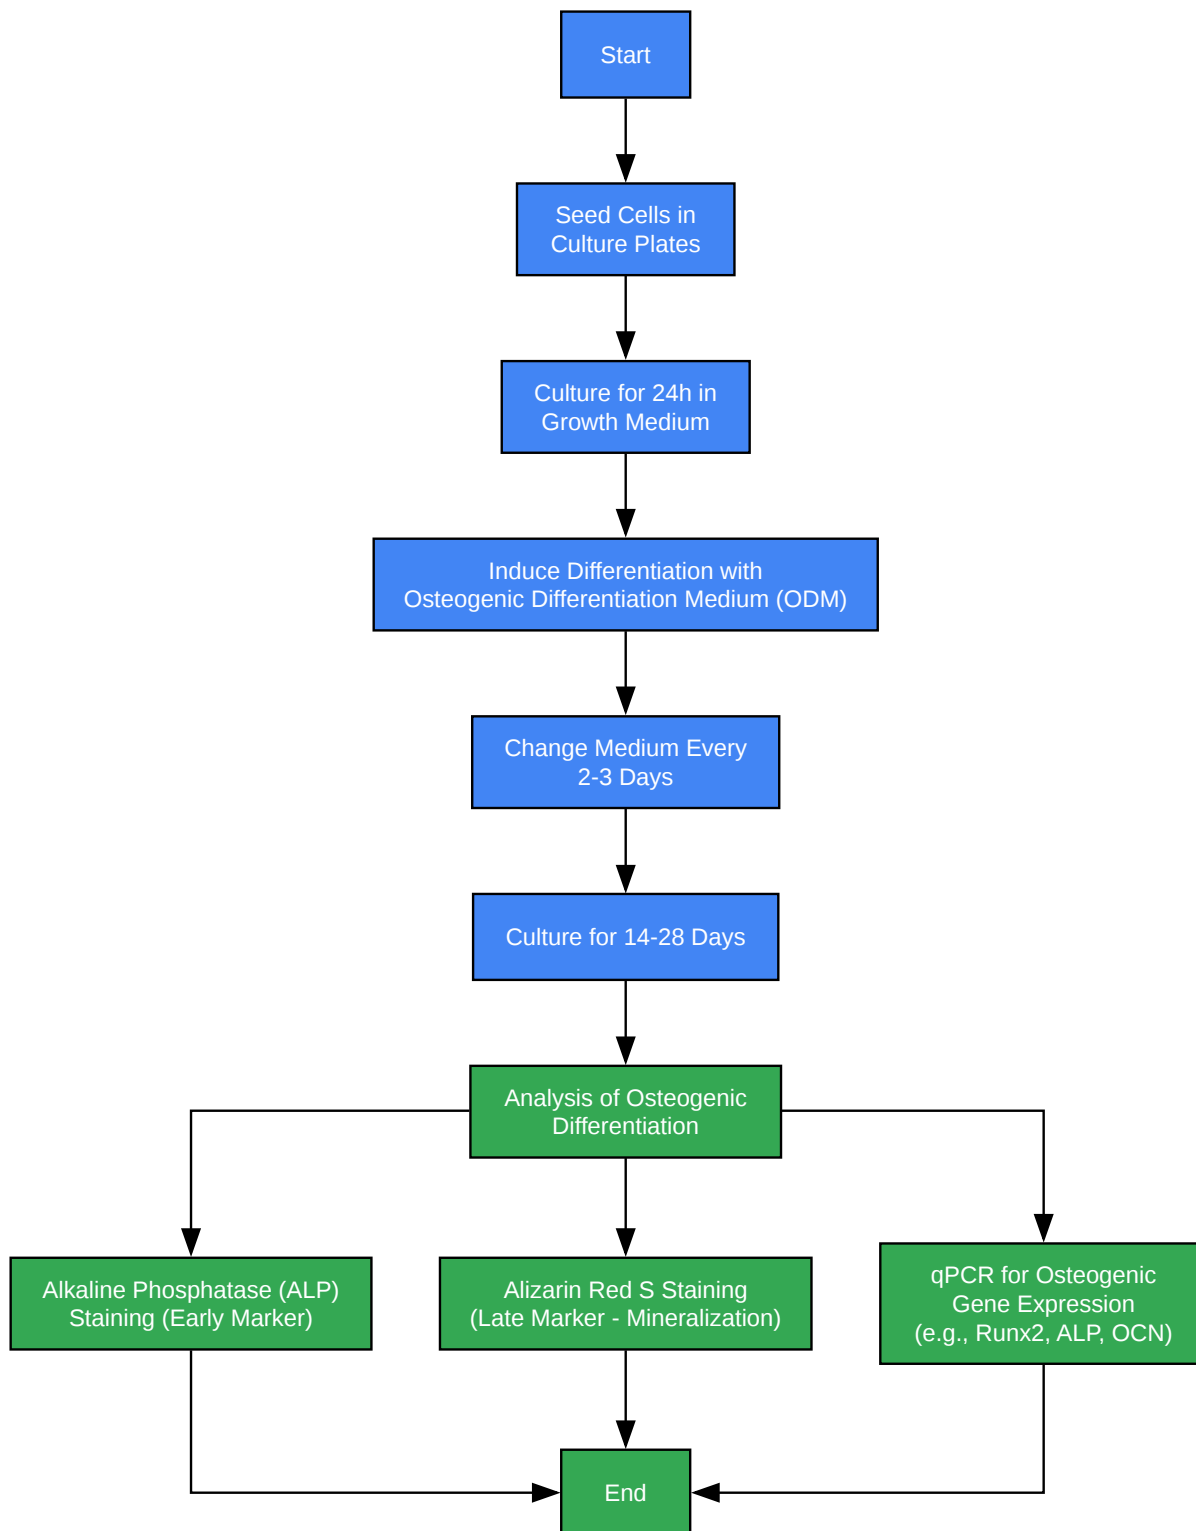 Start
Seed Cells in
Culture Plates
Culture for 24h in
Growth Medium
Induce Differentiation with
Osteogenic Differentiation Medium (ODM)
Change Medium Every
2-3 Days
Culture for 14-28 Days
Analysis of Osteogenic
Differentiation
Alkaline Phosphatase (ALP)
Staining (Early Marker)
Alizarin Red S Staining
(Late Marker - Mineralization)
qPCR for Osteogenic
Gene Expression
(e.g., Runx2, ALP, OCN)
End